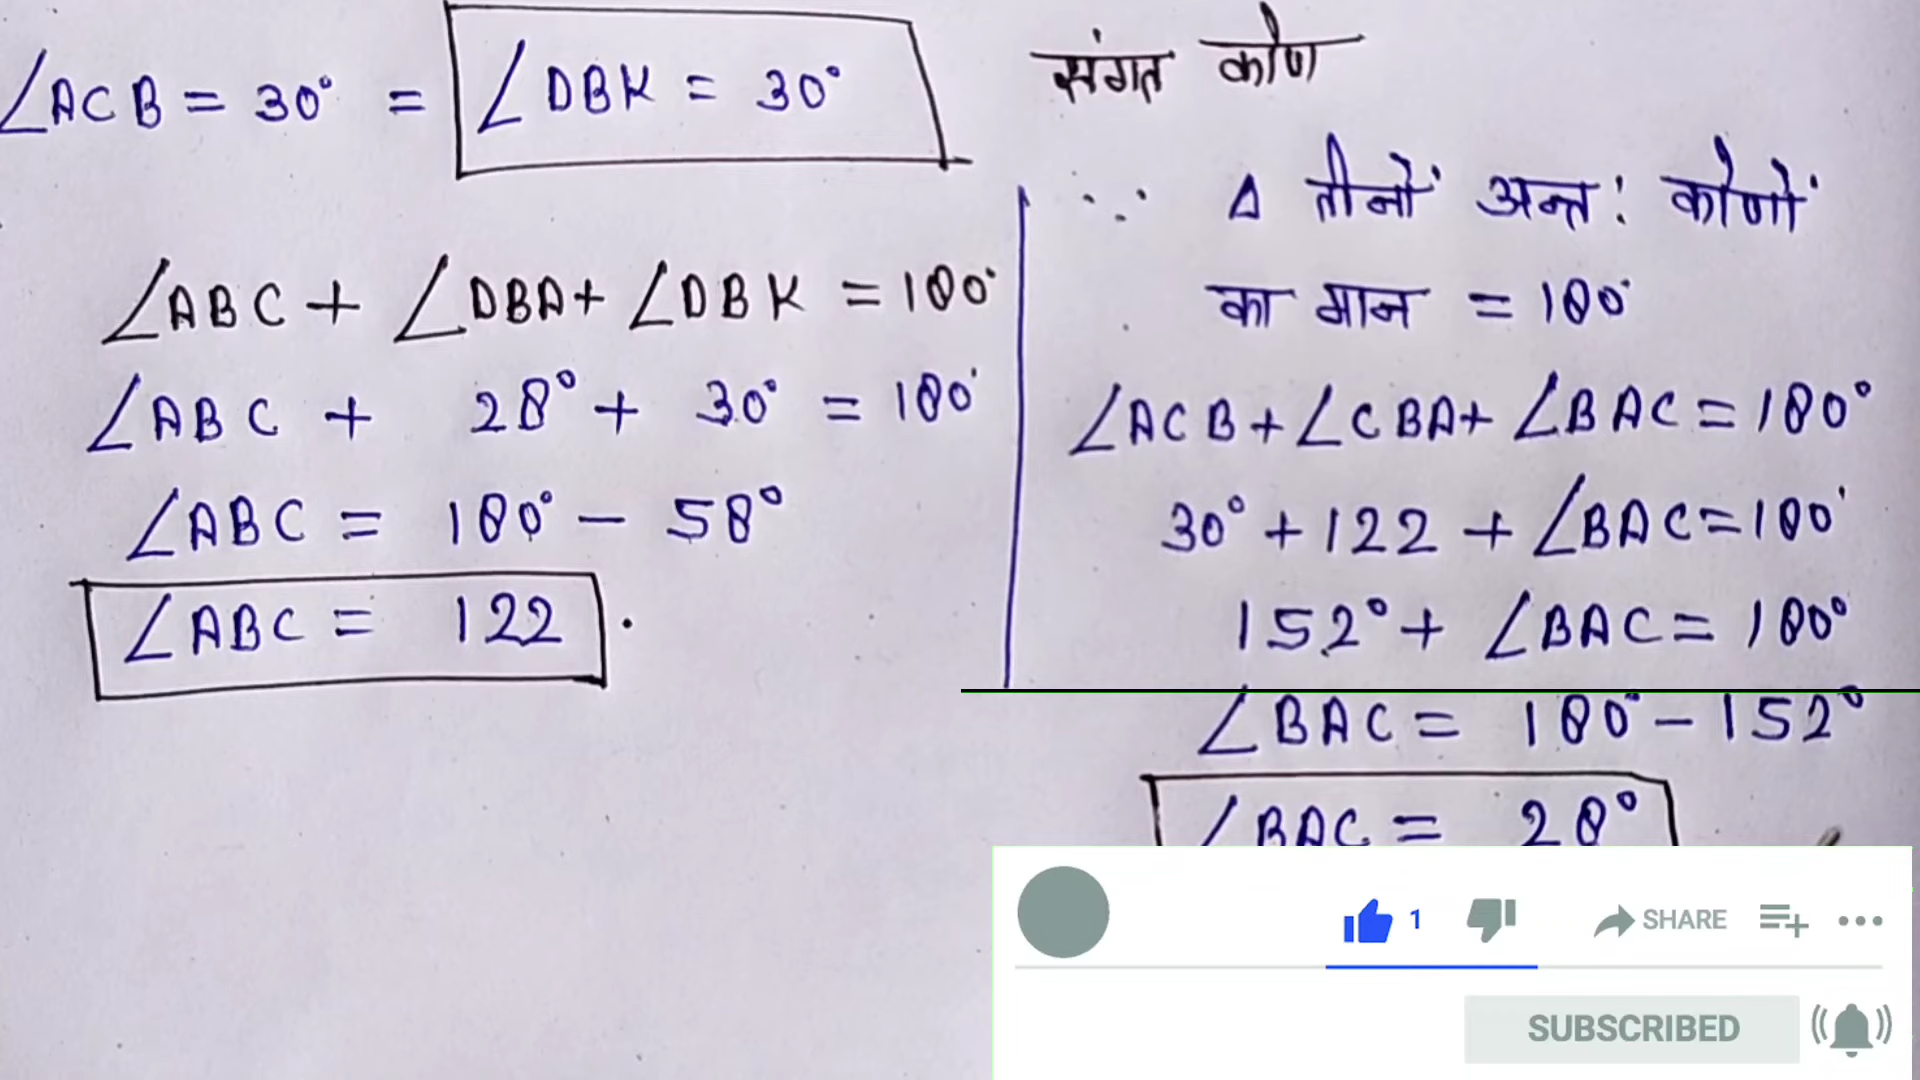 ∠ACB = 30° = ∠DBK = 30°
संगत कोण
∠ABC + ∠DBA + ∠DBK = 180°
∠ABC + 28° + 30° = 180°
∠ABC = 180° - 58°
∠ABC = 122.
∵ Δ तीनों अन्त: कोणों
का मान = 180°
∠ACB + ∠CBA + ∠BAC = 180°
30° + 122 + ∠BAC = 180°
152° + ∠BAC = 180°
∠BAC = 180° - 152°
∠BAC = 28°
1 SHARE
SUBSCRIBED